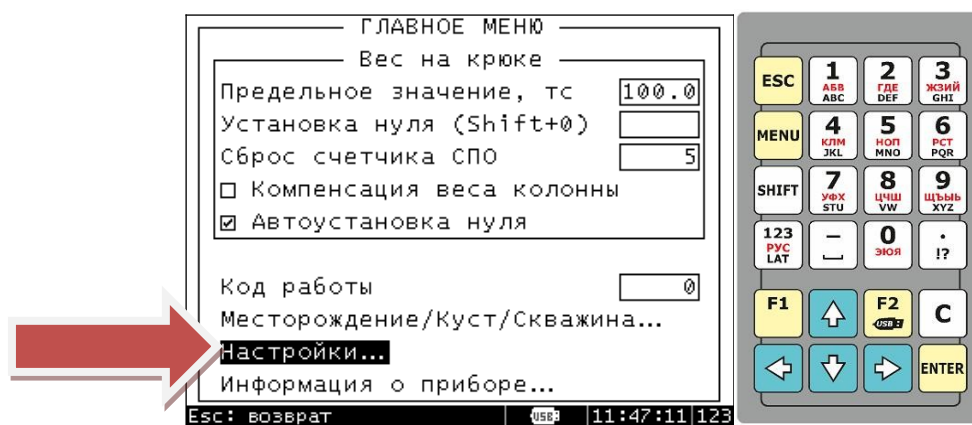 ГЛАВНОЕ МЕНЮ
Вес на крюке
Предельное значение, тс 100.0
Установка нуля (Shift+0)
Сброс счетчика СПО 5
Компенсация веса колонны
Автоустановка нуля
Код работы 0
Месторождение/Куст/Скважина...
Настройки...
Информация о приборе...
Esc: возврат USB 11:47:11 123
ESC 1 2 3
АБВ ГДЕ ЖЗИЙ
ABC DEF GHI
MENU 4 5 6
КЛМ НОП РСТ
JKL MNO PQR
SHIFT 7 8 9
УФХ ЦЧШ ЩЪЫЬ
STU VW XYZ
123 – 0 .
РУС ЭЮЯ !?
LAT
F1 F2 C
USB
ENTER